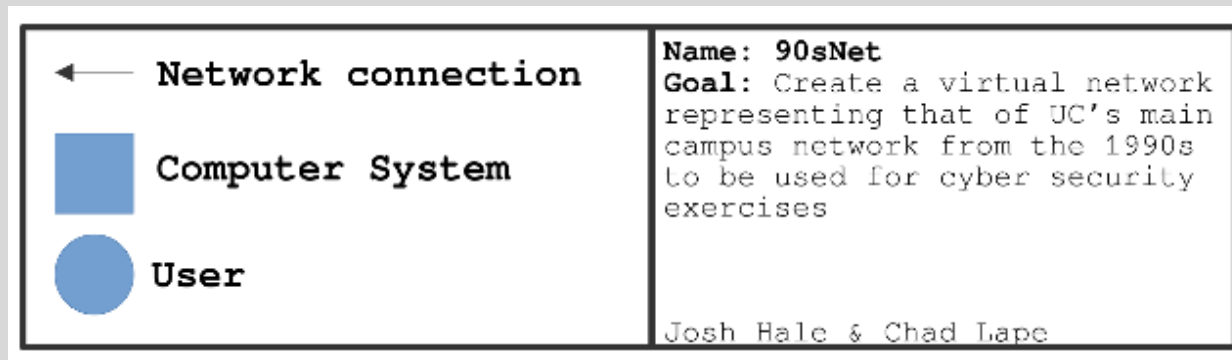 Network connection
Computer System
User
Name: 90sNet
Goal: Create a virtual network
representing that of UC's main
campus network from the 1990s
to be used for cyber security
exercises
Josh Hale & Chad Lape